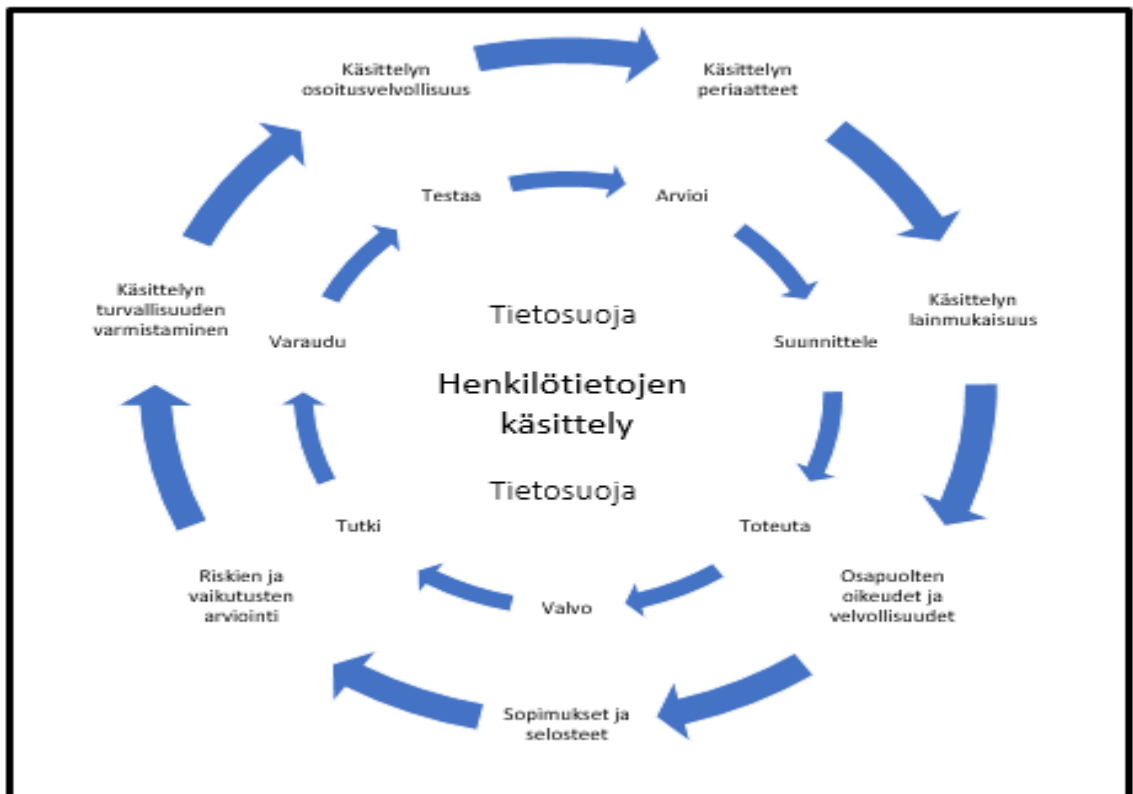 Käsittelyn
osoitusvelvollisuus
Käsittelyn
periaatteet
Testaa
Arvioi
Käsittelyn
turvallisuuden
varmistaminen
Käsittelyn
lainmukaisuus
Varaudu
Suunnittele
Tietosuoja
Henkilötietojen
käsittely
Tietosuoja
Tutki
Toteuta
Riskien ja
vaikutusten
arviointi
Valvo
Osapuolten
oikeudet ja
velvollisuudet
Sopimukset ja
selosteet